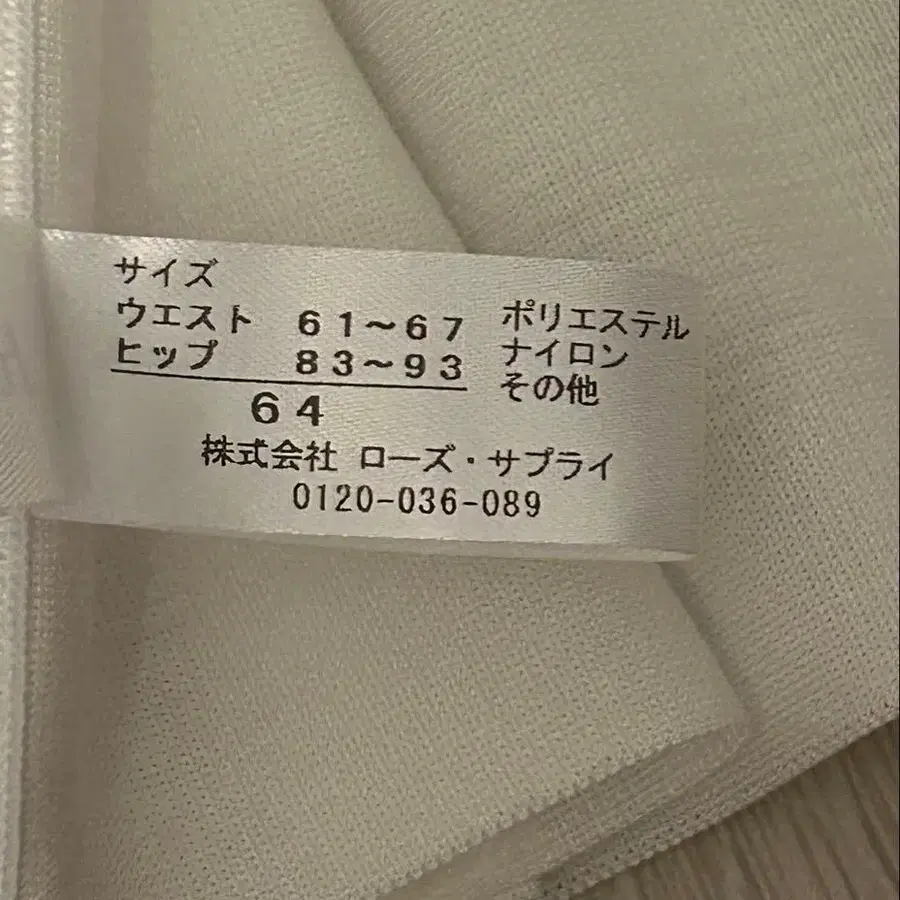 サイズ
ウエスト 61~67
ヒップ 83~93
64
ポリエステル
ナイロン
その他
株式会社 ローズ・サプライ
0120-036-089